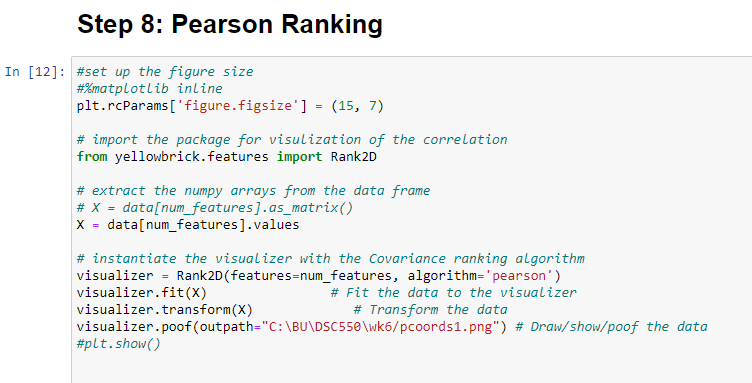 Step 8: Pearson Ranking
In [12]: #set up the figure size
#%matplotlib inline
plt.rcParams['figure.figsize'] = (15, 7)
# import the package for visulization of the correlation
from yellowbrick.features import Rank2D
# extract the numpy arrays from the data frame
# X = data[num_features].as_matrix()
X = data[num_features].values
# instantiate the visualizer with the Covariance ranking algorithm
visualizer = Rank2D(features=num_features, algorithm='pearson')
visualizer.fit(X) # Fit the data to the visualizer
visualizer.transform(X) # Transform the data
visualizer.poof(outpath="C:\BU\DSC550\wk6/pcoords1.png") # Draw/show/poof the data
#plt.show()